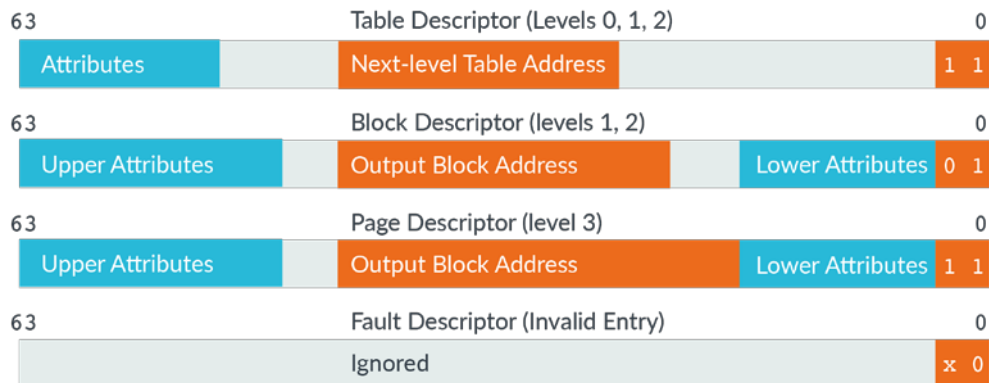 63 Table Descriptor (Levels 0, 1, 2) 0
Attributes Next-level Table Address 1 1
63 Block Descriptor (levels 1, 2) 0
Upper Attributes Output Block Address Lower Attributes 0 1
63 Page Descriptor (level 3) 0
Upper Attributes Output Block Address Lower Attributes 1 1
63 Fault Descriptor (Invalid Entry) 0
Ignored x 0